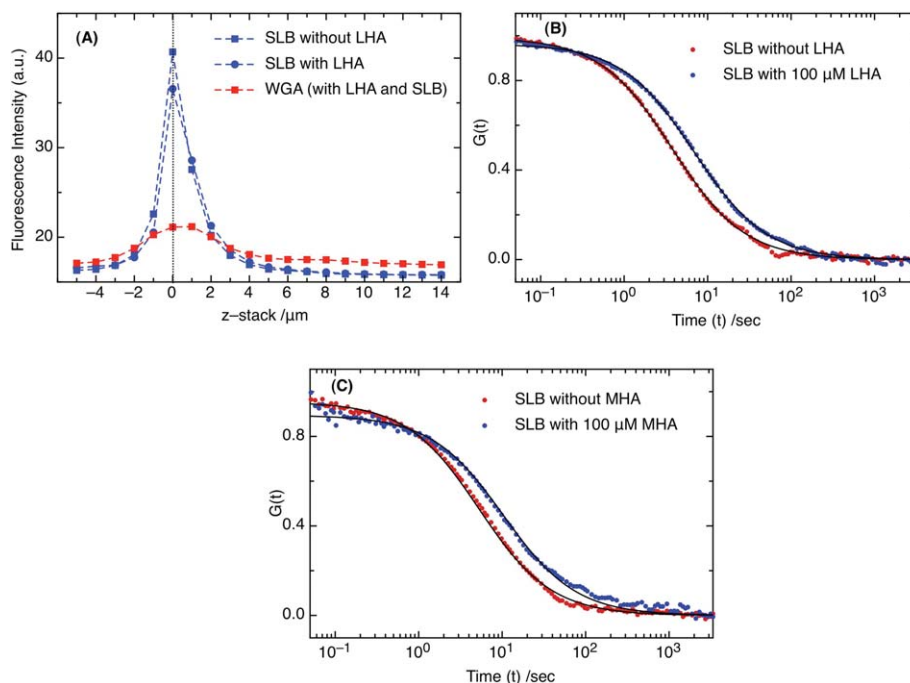 (A)
SLB without LHA
SLB with LHA
WGA (with LHA and SLB)
Fluorescence Intensity (a.u.)
40
30
20
−4 −2 0 2 4 6 8 10 12 14
z−stack /μm
(B)
SLB without LHA
SLB with 100 μM LHA
G(t)
0.8
0.4
0.0
10⁻¹ 10⁰ 10¹ 10² 10³
Time (t) /sec
(C)
SLB without MHA
SLB with 100 μM MHA
G(t)
0.8
0.4
0.0
10⁻¹ 10⁰ 10¹ 10² 10³
Time (t) /sec